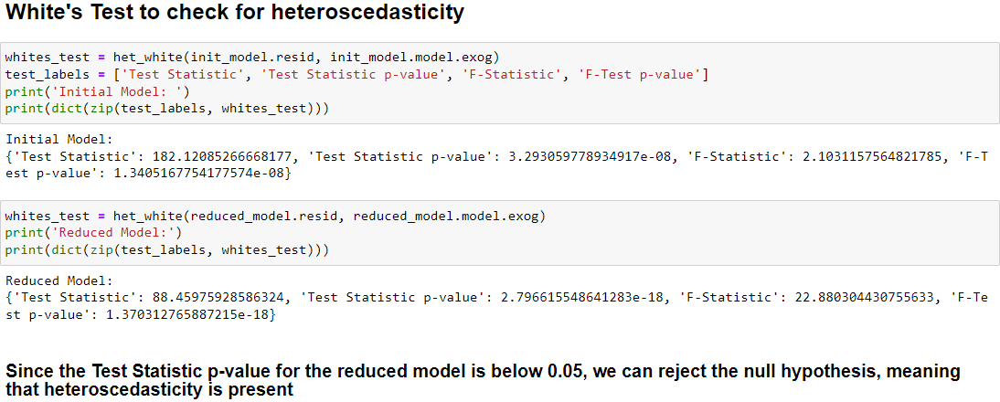 White's Test to check for heteroscedasticity
whites_test = het_white(init_model.resid, init_model.model.exog)
test_labels = ['Test Statistic', 'Test Statistic p-value', 'F-Statistic', 'F-Test p-value']
print('Initial Model: ')
print(dict(zip(test_labels, whites_test)))
Initial Model:
{'Test Statistic': 182.12085266668177, 'Test Statistic p-value': 3.293059778934917e-08, 'F-Statistic': 2.1031157564821785, 'F-T
est p-value': 1.3405167754177574e-08}
whites_test = het_white(reduced_model.resid, reduced_model.model.exog)
print('Reduced Model:')
print(dict(zip(test_labels, whites_test)))
Reduced Model:
{'Test Statistic': 88.45975928586324, 'Test Statistic p-value': 2.796615548641283e-18, 'F-Statistic': 22.880304430755633, 'F-Te
st p-value': 1.370312765887215e-18}
Since the Test Statistic p-value for the reduced model is below 0.05, we can reject the null hypothesis, meaning
that heteroscedasticity is present